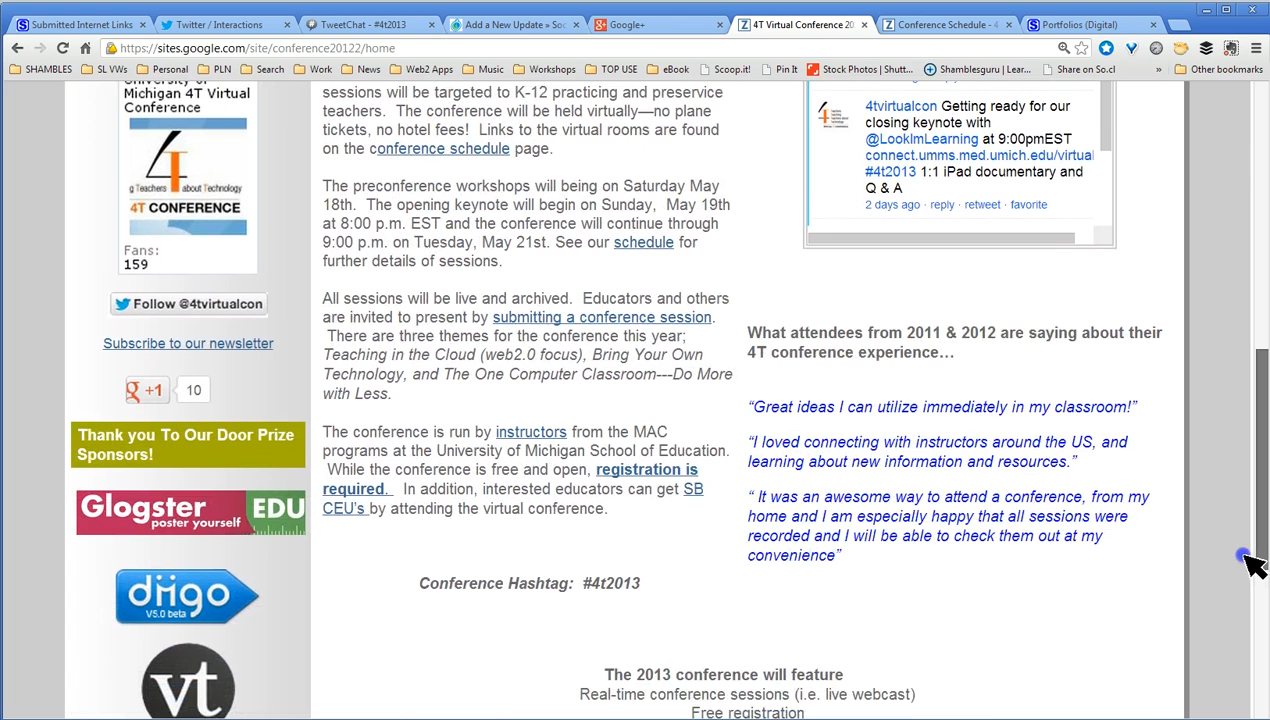 Submitted Internet Links
Twitter / Interactions
TweetChat - #4t2013
Add a New Update » Soc
Google+
4T Virtual Conference 20
Conference Schedule - 4
Portfolios (Digital)
https://sites.google.com/site/conference20122/home
SHAMBLES
SL VWs
Personal
PLN
Search
Work
News
Web2 Apps
Music
Workshops
TOP USE
eBook
Scoop.it!
Pin It
Stock Photos | Shutt...
Shamblesguru | Lear...
Share on So.cl
»
Other bookmarks
Michigan 4T Virtual
Conference
4T
g Teachers about Technology
4T CONFERENCE
Fans:
159
Follow @4tvirtualcon
Subscribe to our newsletter
g +1 10
Thank you To Our Door Prize
Sponsors!
Glogster EDU
poster yourself
diigo
V5.0 beta
vt
sessions will be targeted to K-12 practicing and preservice
teachers.  The conference will be held virtually—no plane
tickets, no hotel fees!  Links to the virtual rooms are found
on the conference schedule page.
The preconference workshops will being on Saturday May
18th.  The opening keynote will begin on Sunday,  May 19th
at 8:00 p.m. EST and the conference will continue through
9:00 p.m. on Tuesday, May 21st. See our schedule for
further details of sessions.
All sessions will be live and archived.  Educators and others
are invited to present by submitting a conference session.
There are three themes for the conference this year;
Teaching in the Cloud (web2.0 focus), Bring Your Own
Technology, and The One Computer Classroom---Do More
with Less.
The conference is run by instructors from the MAC
programs at the University of Michigan School of Education.
While the conference is free and open, registration is
required.  In addition, interested educators can get SB
CEU's by attending the virtual conference.
Conference Hashtag:  #4t2013
4tvirtualcon Getting ready for our
closing keynote with
@LookImLearning at 9:00pmEST
connect.umms.med.umich.edu/virtual
#4t2013 1:1 iPad documentary and
Q & A
2 days ago · reply · retweet · favorite
What attendees from 2011 & 2012 are saying about their
4T conference experience…
“Great ideas I can utilize immediately in my classroom!”
“I loved connecting with instructors around the US, and
learning about new information and resources.”
“ It was an awesome way to attend a conference, from my
home and I am especially happy that all sessions were
recorded and I will be able to check them out at my
convenience”
The 2013 conference will feature
Real-time conference sessions (i.e. live webcast)
Free registration